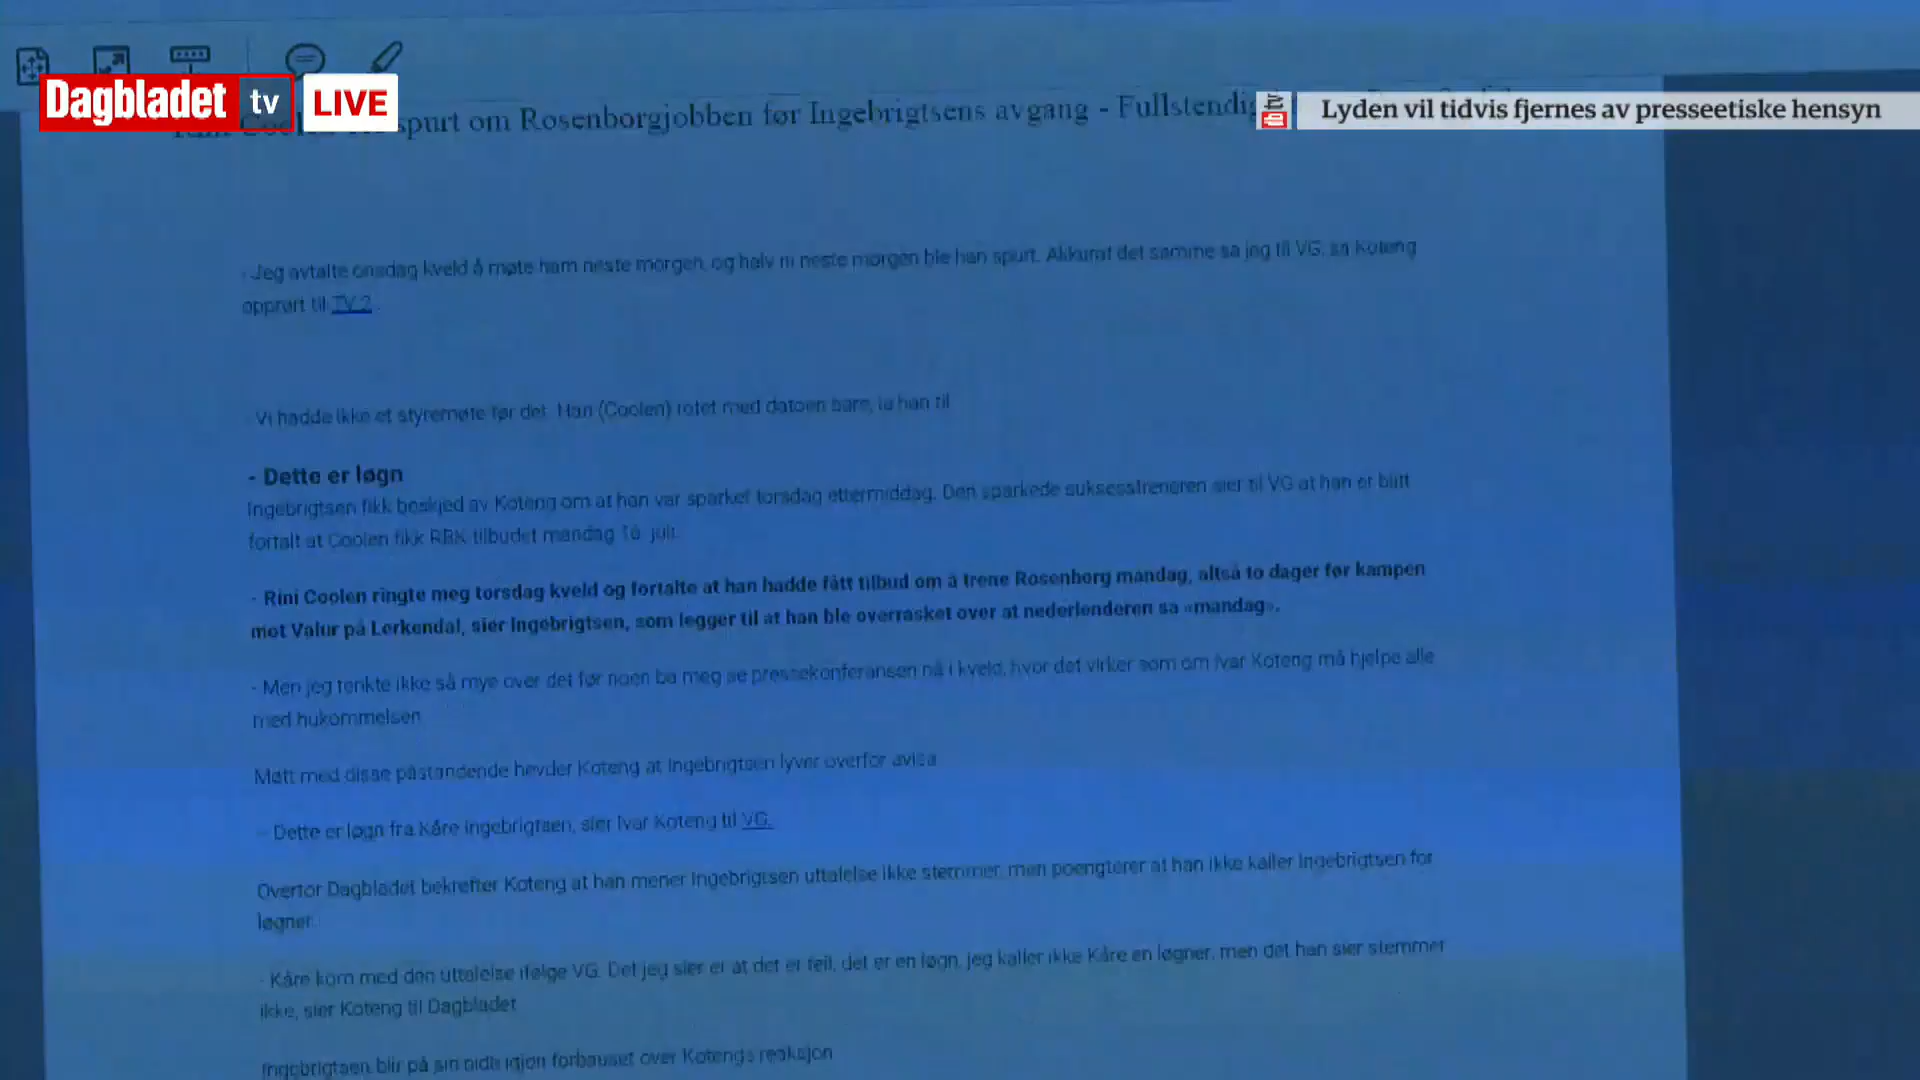 Dagbladet tv LIVE
spurt om Rosenborgjobben før Ingebrigtsens avgang - Fullstendig
Lyden vil tidvis fjernes av presseetiske hensyn
- Jeg avtalte onsdag kveld å møte ham neste morgen, og halv ni neste morgen ble han spurt. Akkurat det samme sa jeg til VG, sa Koteng
opprørt til TV 2 .
- Vi hadde ikke et styremøte før det. Han (Coolen) rotet med datoen bare, la han til.
- Dette er løgn
Ingebrigtsen fikk beskjed av Koteng om at han var sparket torsdag ettermiddag. Den sparkede suksesstreneren sier til VG at han er blitt
fortalt at Coolen fikk RBK-tilbudet mandag 16. juli.
- Rini Coolen ringte meg torsdag kveld og fortalte at han hadde fått tilbud om å trene Rosenborg mandag, altså to dager før kampen
mot Valur på Lerkendal, sier Ingebrigtsen, som legger til at han ble overrasket over at nederlenderen sa «mandag».
- Men jeg tenkte ikke så mye over det før noen ba meg se pressekonferansen nå i kveld, hvor det virker som om Ivar Koteng må hjelpe alle
med hukommelsen.
Møtt med disse påstandende hevder Koteng at Ingebrigtsen lyver overfor avisa.
- Dette er løgn fra Kåre Ingebrigtsen, sier Ivar Koteng til VG.
Overfor Dagbladet bekrefter Koteng at han mener Ingebrigtsen uttalelse ikke stemmer, men poengterer at han ikke kaller Ingebrigtsen for
løgner.
- Kåre kom med den uttalelse ifølge VG. Det jeg sier er at det er feil, det er en løgn, jeg kaller ikke Kåre en løgner, men det han sier stemmer
ikke, sier Koteng til Dagbladet.
Ingebrigtsen blir på sin side igjen forbauset over Kotengs reaksjon.